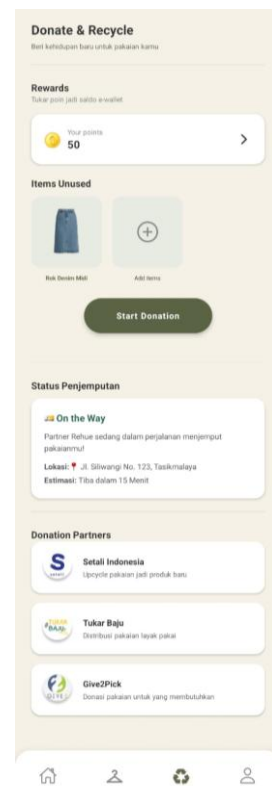 Donate & Recycle
Beri kehidupan baru untuk pakaian kamu
Rewards
Tukar poin jadi saldo e-wallet
Your points
50
Items Unused
Rok Denim Midi
Add items
Start Donation
Status Penjemputan
On the Way
Partner Rehue sedang dalam perjalanan menjemput
pakaianmu!
Lokasi: Jl. Siliwangi No. 123, Tasikmalaya
Estimasi: Tiba dalam 15 Menit
Donation Partners
S
Setali Indonesia
Upcycle pakaian jadi produk baru
TUKAR
BAJU
Tukar Baju
Distribusi pakaian layak pakai
Give2Pick
Donasi pakaian untuk yang membutuhkan